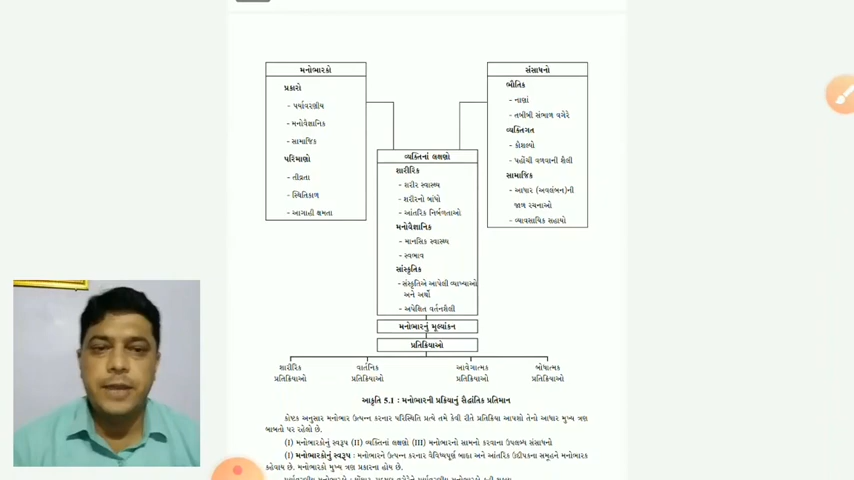 મનોભારકો
પ્રકારો
- પર્યાવરણીય
- મનોવૈજ્ઞાનિક
- સામાજિક
પરિમાણો
- તીવ્રતા
- સ્થિતિકાળ
- આગાહી ક્ષમતા
વ્યક્તિનાં લક્ષણો
શારીરિક
- શરીર સ્વાસ્થ્ય
- શરીરનો બાંધો
- આંતરિક નિર્બળતાઓ
મનોવૈજ્ઞાનિક
- માનસિક સ્વાસ્થ્ય
- સ્વભાવ
સાંસ્કૃતિક
- સંસ્કૃતિએ આપેલી વ્યાખ્યાઓ
અને અર્થો
- અપેક્ષિત વર્તનશૈલી
સંસાધનો
ભૌતિક
- નાણાં
- તબીબી સંભાળ વગેરે
વ્યક્તિગત
- કૌશલ્યો
- પહોંચી વળવાની શૈલી
સામાજિક
- આધાર (અવલંબન)ની
જાળ રચનાઓ
- વ્યાવસાયિક સહાયો
મનોભારનું મૂલ્યાંકન
પ્રતિક્રિયાઓ
શારીરિક
પ્રતિક્રિયાઓ
વાર્તનિક
પ્રતિક્રિયાઓ
આવેગાત્મક
પ્રતિક્રિયાઓ
બોધાત્મક
પ્રતિક્રિયાઓ
આકૃતિ 5.1 : મનોભારની પ્રક્રિયાનું સૈદ્ધાંતિક પ્રતિમાન
કોષ્ટક અનુસાર મનોભાર ઉત્પન્ન કરનાર પરિસ્થિતિ પ્રત્યે તમે કેવી રીતે પ્રતિક્રિયા આપશો તેનો આધાર મુખ્ય ત્રણ
બાબતો પર રહેલો છે.
(I) મનોભારકોનું સ્વરૂપ (II) વ્યક્તિનાં લક્ષણો (III) મનોભારનો સામનો કરવાના ઉપલબ્ધ સંસાધનો
(I) મનોભારકોનું સ્વરૂપ : મનોભારને ઉત્પન્ન કરનાર વૈવિધ્યપૂર્ણ બાહ્ય અને આંતરિક ઉદ્દીપકના સમૂહને મનોભારક
કહેવાય છે. મનોભારકો મુખ્ય ત્રણ પ્રકારના હોય છે.